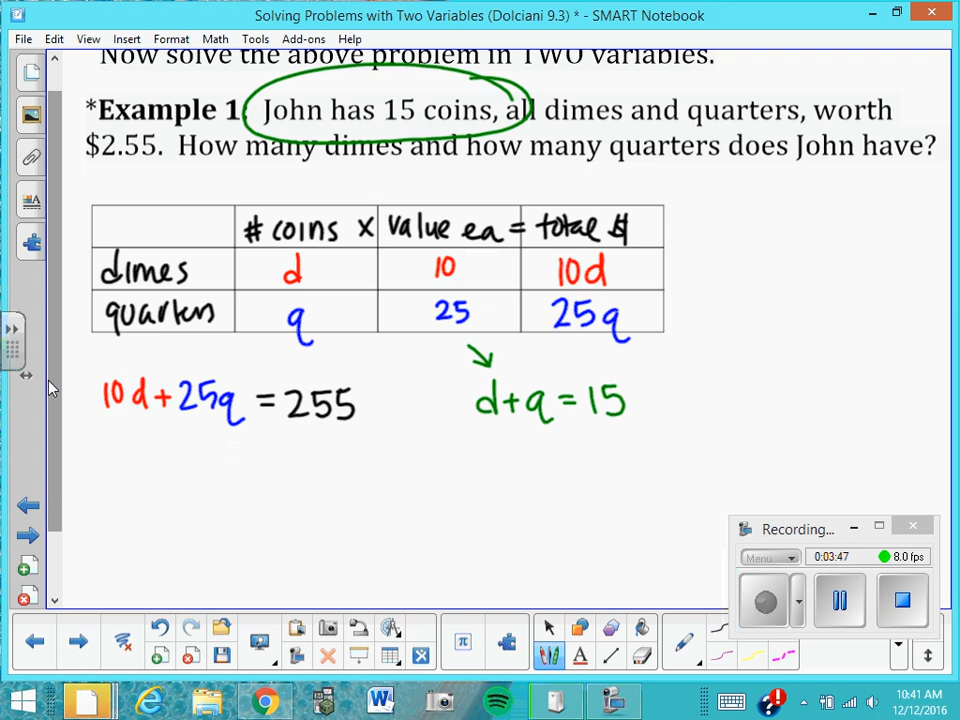 Solving Problems with Two Variables (Dolciani 9.3) * - SMART Notebook
File Edit View Insert Format Math Tools Add-ons Help
Now solve the above problem in TWO variables.
*Example 1. John has 15 coins, all dimes and quarters, worth
$2.55. How many dimes and how many quarters does John have?
# coins x value ea = total $
dimes d 10 10d
quarters q 25 25q
10d+25q = 255 d+q = 15
Recording...
Menu 0:03:47 8.0 fps
10:41 AM
12/12/2016